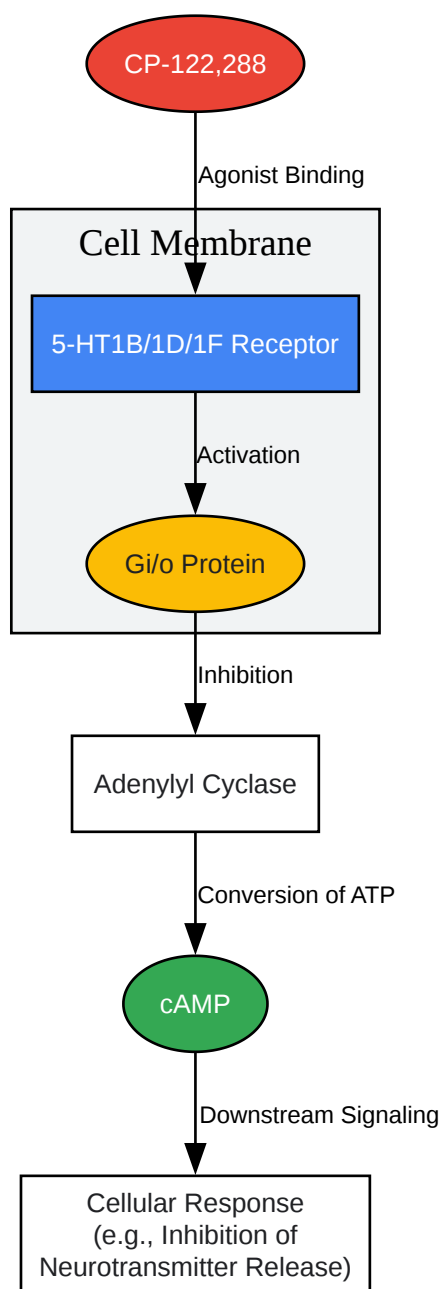 CP-122,288
Agonist Binding
Cell Membrane
5-HT1B/1D/1F Receptor
Activation
Gi/o Protein
Inhibition
Adenylyl Cyclase
Conversion of ATP
cAMP
Downstream Signaling
Cellular Response
(e.g., Inhibition of
Neurotransmitter Release)